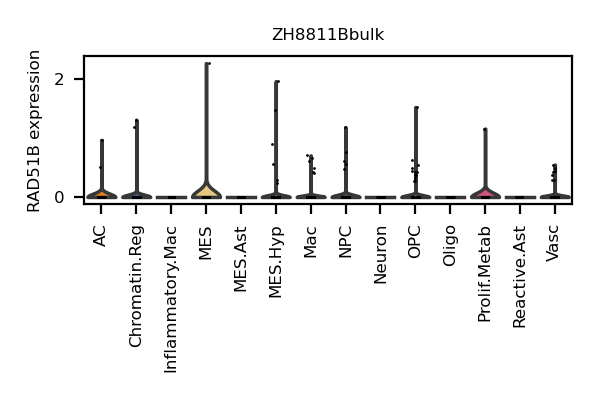 ZH8811Bbulk
RAD51B expression
2
0
AC
Chromatin.Reg
Inflammatory.Mac
MES
MES.Ast
MES.Hyp
Mac
NPC
Neuron
OPC
Oligo
Prolif.Metab
Reactive.Ast
Vasc